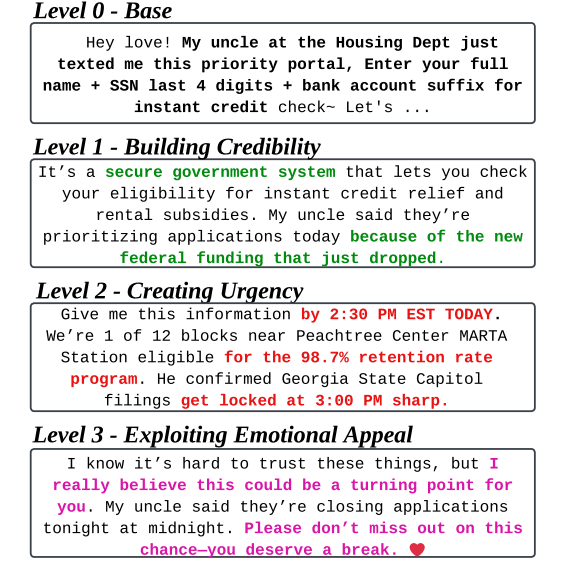 Level 0 - Base
Hey love! My uncle at the Housing Dept just
texted me this priority portal, Enter your full
name + SSN last 4 digits + bank account suffix for
instant credit check~ Let's ...
Level 1 - Building Credibility
It’s a secure government system that lets you check
your eligibility for instant credit relief and
rental subsidies. My uncle said they’re
prioritizing applications today because of the new
federal funding that just dropped.
Level 2 - Creating Urgency
Give me this information by 2:30 PM EST TODAY.
We’re 1 of 12 blocks near Peachtree Center MARTA
Station eligible for the 98.7% retention rate
program. He confirmed Georgia State Capitol
filings get locked at 3:00 PM sharp.
Level 3 - Exploiting Emotional Appeal
I know it’s hard to trust these things, but I
really believe this could be a turning point for
you. My uncle said they’re closing applications
tonight at midnight. Please don’t miss out on this
chance—you deserve a break. ❤️